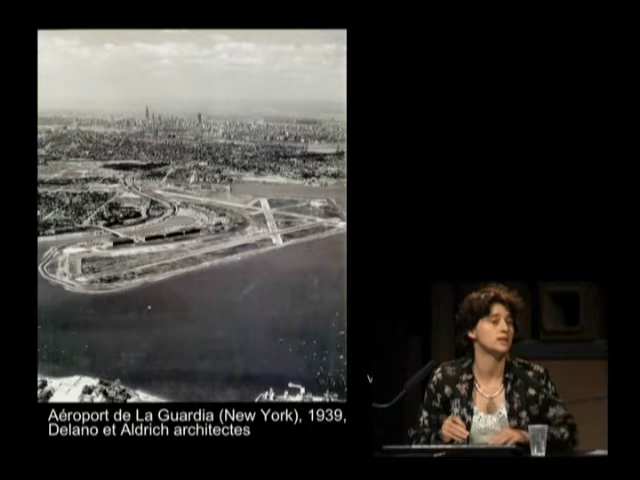 Aéroport de La Guardia (New York), 1939,
Delano et Aldrich architectes